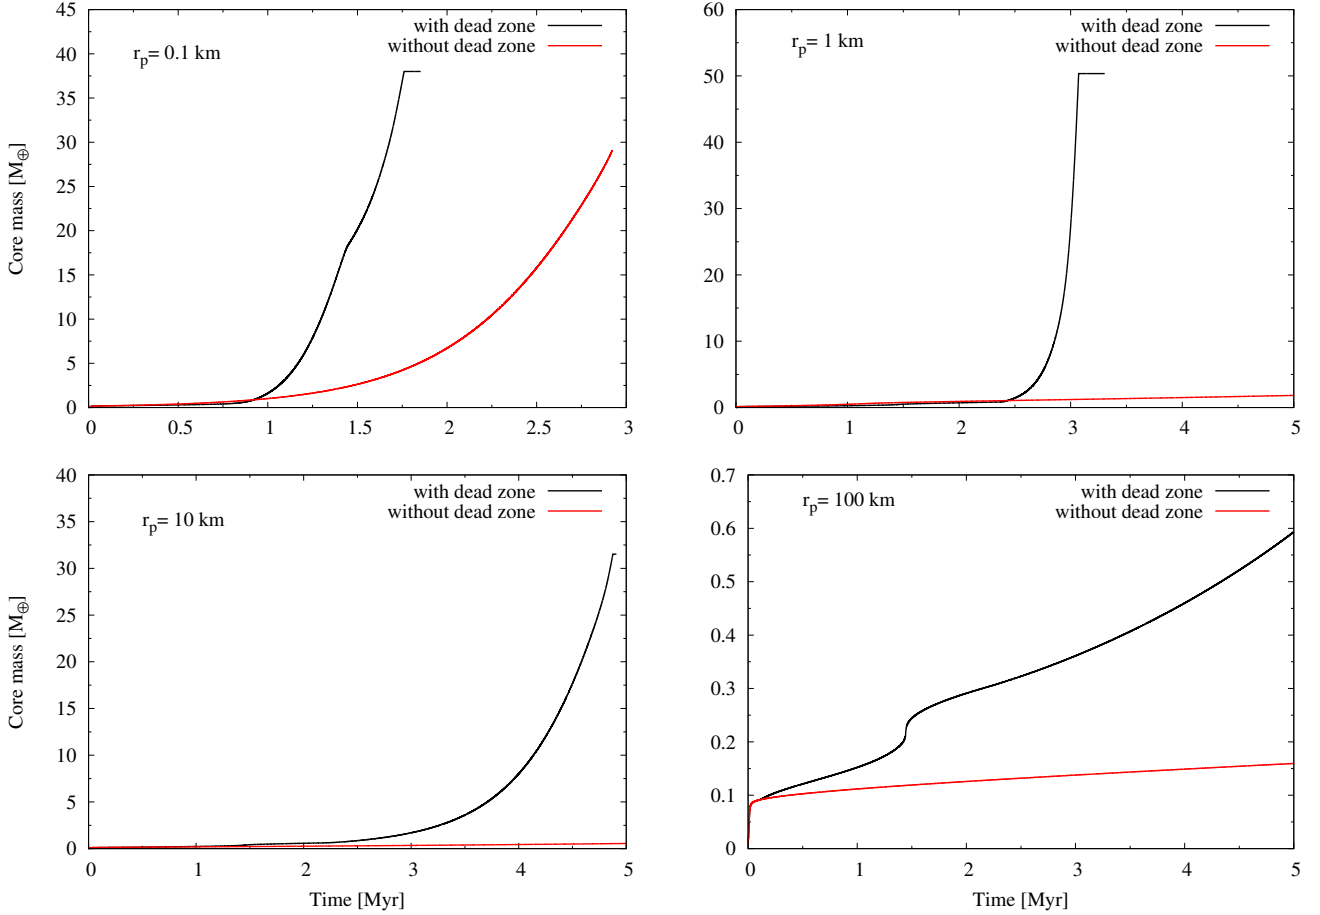 45
40
35
30
25
20
15
10
5
0
Core mass [M⊕]
r_p= 0.1 km
with dead zone
without dead zone
0 0.5 1 1.5 2 2.5 3
60
50
40
30
20
10
0
r_p= 1 km
with dead zone
without dead zone
0 1 2 3 4 5
40
35
30
25
20
15
10
5
0
Core mass [M⊕]
r_p= 10 km
with dead zone
without dead zone
0 1 2 3 4 5
Time [Myr]
0.7
0.6
0.5
0.4
0.3
0.2
0.1
0
r_p= 100 km
with dead zone
without dead zone
0 1 2 3 4 5
Time [Myr]